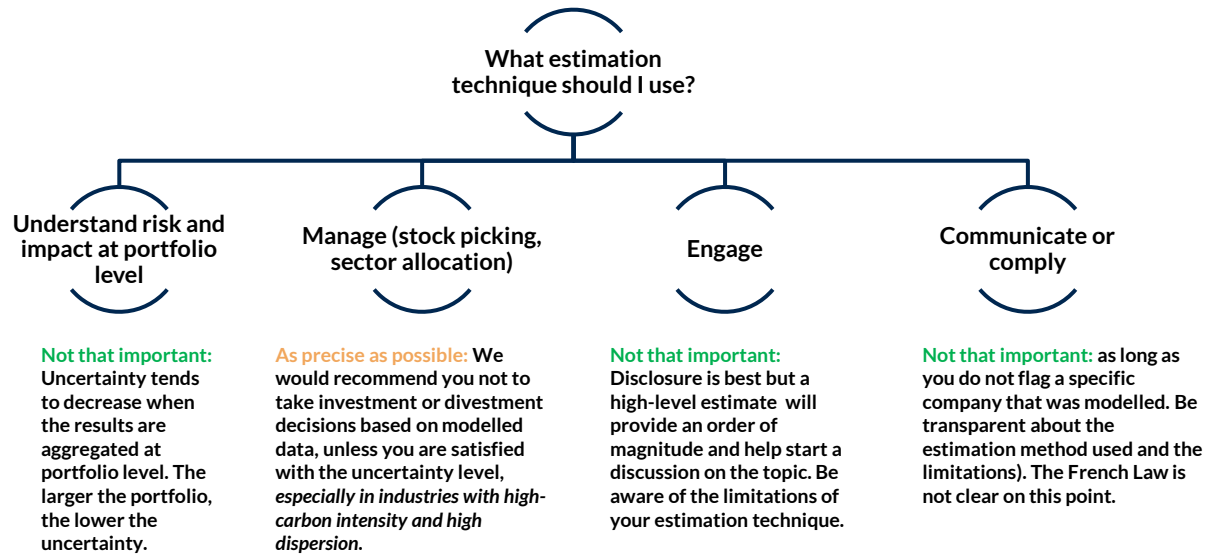 What estimation
technique should I use?
Understand risk and
impact at portfolio
level
Manage (stock picking,
sector allocation)
Engage
Communicate or
comply
Not that important:
Uncertainty tends
to decrease when
the results are
aggregated at
portfolio level. The
larger the portfolio,
the lower the
uncertainty.
As precise as possible: We
would recommend you not to
take investment or divestment
decisions based on modelled
data, unless you are satisfied
with the uncertainty level,
especially in industries with high-
carbon intensity and high
dispersion.
Not that important:
Disclosure is best but a
high-level estimate will
provide an order of
magnitude and help start a
discussion on the topic. Be
aware of the limitations of
your estimation technique.
Not that important: as long as
you do not flag a specific
company that was modelled. Be
transparent about the
estimation method used and the
limitations). The French Law is
not clear on this point.